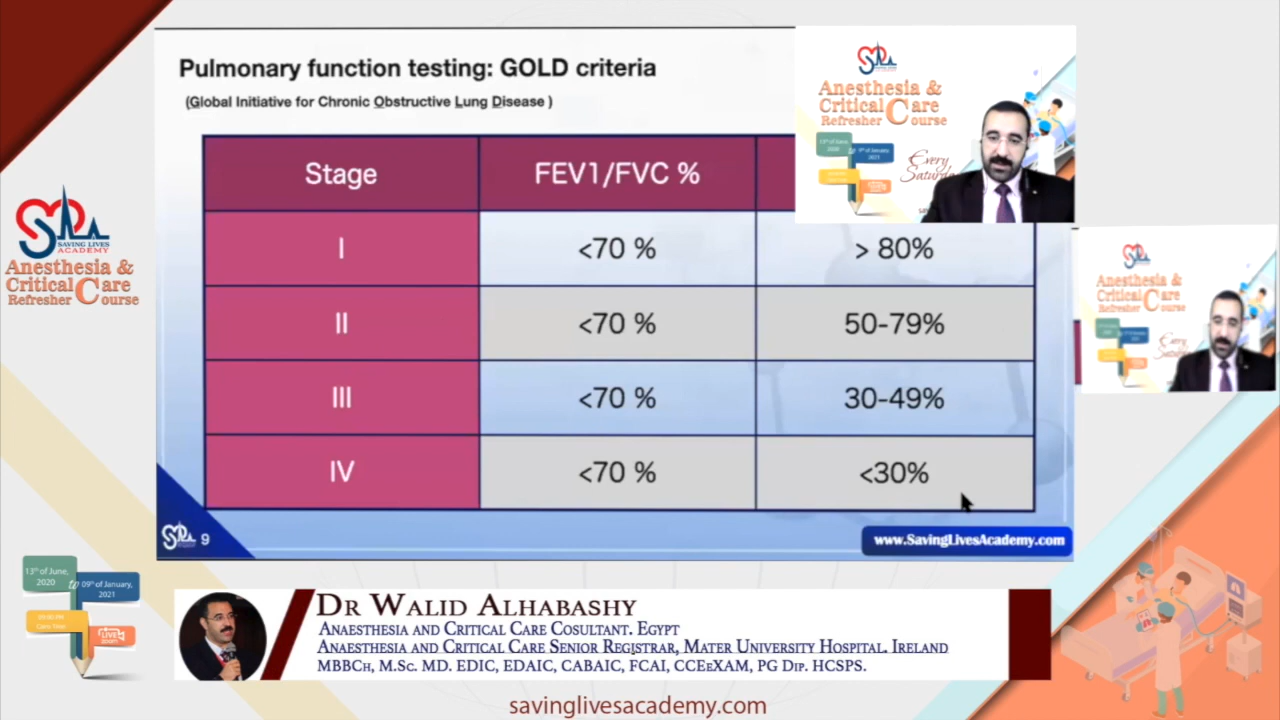 Pulmonary function testing: GOLD criteria
(Global Initiative for Chronic Obstructive Lung Disease )
Stage
FEV1/FVC %
I
<70 %
> 80%
II
<70 %
50-79%
III
<70 %
30-49%
IV
<70 %
<30%
9
www.SavingLivesAcademy.com
Anesthesia &
Critical Care
Refresher Course
Every
Saturda
Anesthesia &
Critical Care
Refresher Course
SAVING LIVES
ACADEMY
Anesthesia &
Critical Care
Refresher Course
13th of June,
2020
09th of January,
2021
LIVE
zoom
Dr Walid Alhabashy
Anaesthesia and Critical Care Cosultant. Egypt
Anaesthesia and Critical Care Senior Registrar, Mater University Hospital. Ireland
MBBCh, M.Sc. MD. EDIC, EDAIC, CABAIC, FCAI, CCEeXAM, PG Dip. HCSPS.
savinglivesacademy.com